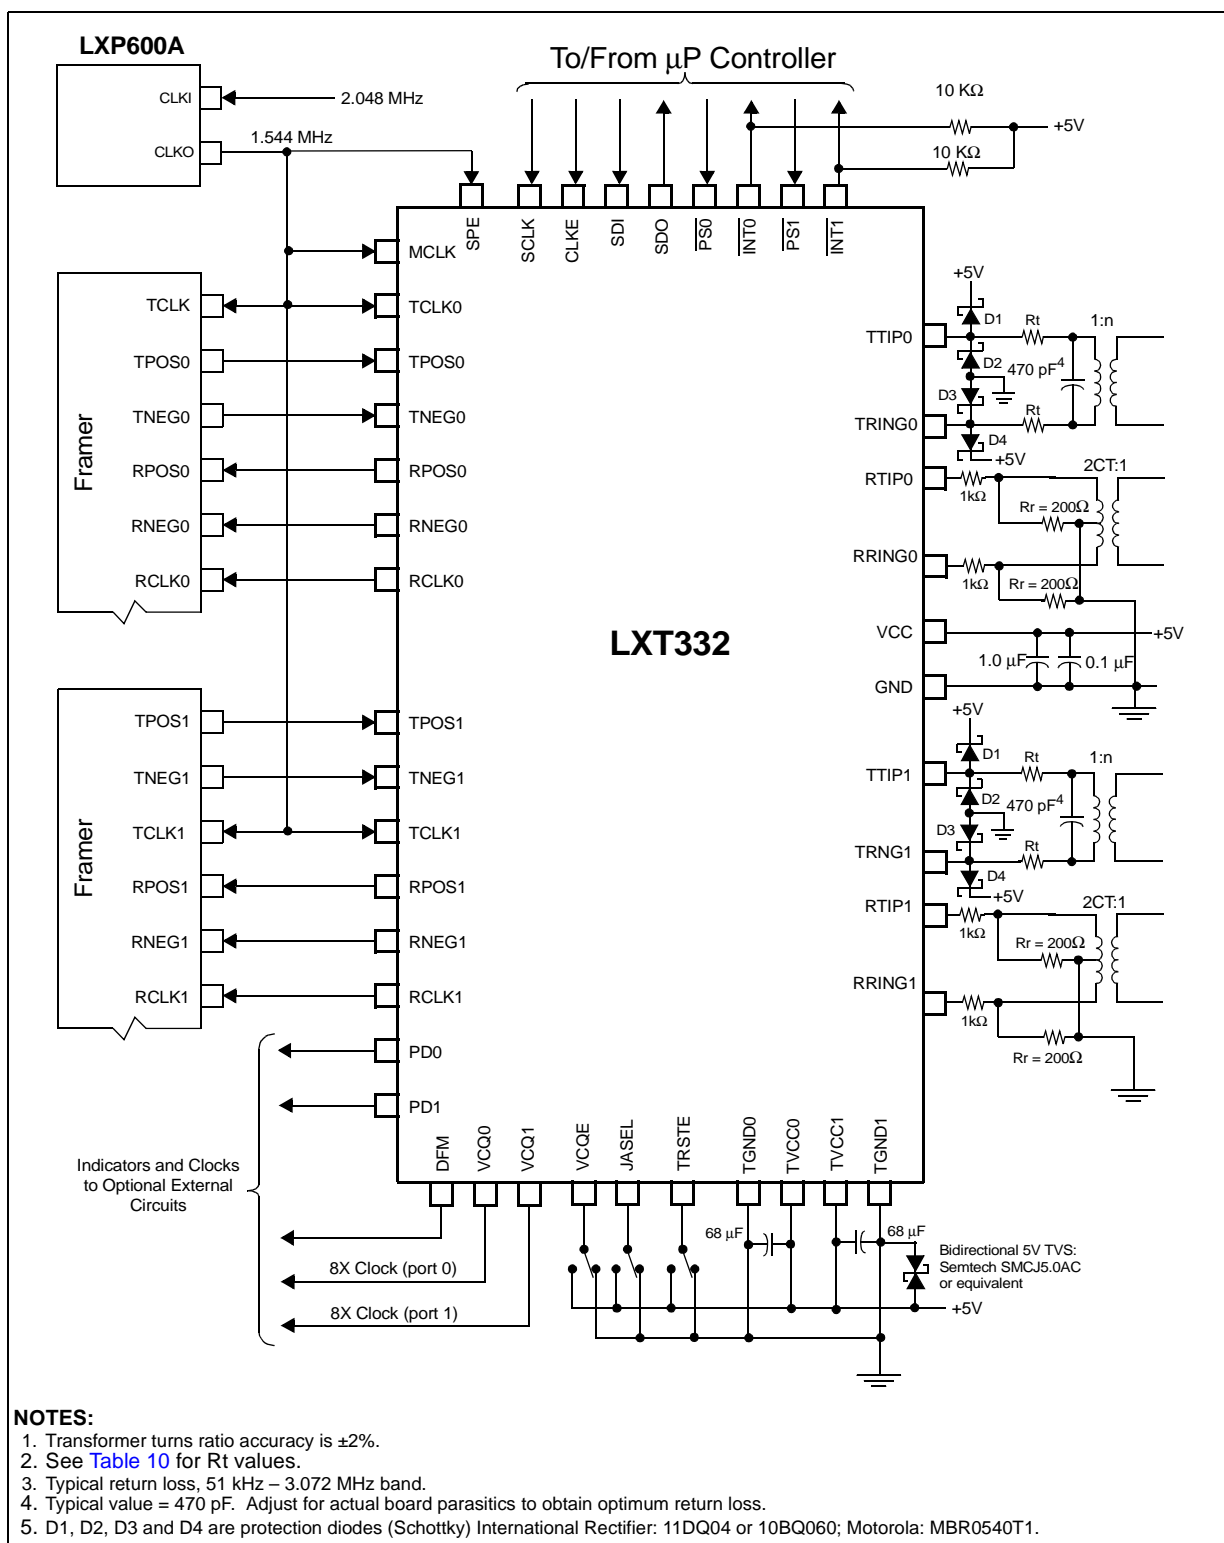 LXP600A
To/From µP Controller
CLKI
2.048 MHz
10 KΩ
+5V
1.544 MHz
CLKO
10 KΩ
SPE
SCLK
CLKE
SDI
SDO
PS0
INT0
PS1
INT1
MCLK
Framer
TCLK
TCLK0
TPOS0
TPOS0
TNEG0
TNEG0
RPOS0
RPOS0
RNEG0
RNEG0
RCLK0
RCLK0
+5V
D1
Rt
1:n
TTIP0
D2
470 pF4
D3
Rt
TRING0
D4
+5V
RTIP0
1kΩ
2CT:1
Rr = 200Ω
RRING0
1kΩ
Rr = 200Ω
LXT332
VCC
+5V
1.0 µF
0.1 µF
GND
Framer
TPOS1
TPOS1
TNEG1
TNEG1
TCLK1
TCLK1
RPOS1
RPOS1
RNEG1
RNEG1
RCLK1
RCLK1
+5V
D1
Rt
1:n
TTIP1
D2
470 pF4
D3
Rt
TRNG1
D4
+5V
RTIP1
1kΩ
2CT:1
Rr = 200Ω
RRING1
1kΩ
Rr = 200Ω
PD0
PD1
DFM
VCQ0
VCQ1
VCQE
JASEL
TRSTE
TGND0
TVCC0
TVCC1
TGND1
Indicators and Clocks
to Optional External
Circuits
8X Clock (port 0)
8X Clock (port 1)
68 µF
68 µF
Bidirectional 5V TVS:
Semtech SMCJ5.0AC
or equivalent
+5V
NOTES:
1. Transformer turns ratio accuracy is ±2%.
2. See Table 10 for Rt values.
3. Typical return loss, 51 kHz – 3.072 MHz band.
4. Typical value = 470 pF. Adjust for actual board parasitics to obtain optimum return loss.
5. D1, D2, D3 and D4 are protection diodes (Schottky) International Rectifier: 11DQ04 or 10BQ060; Motorola: MBR0540T1.